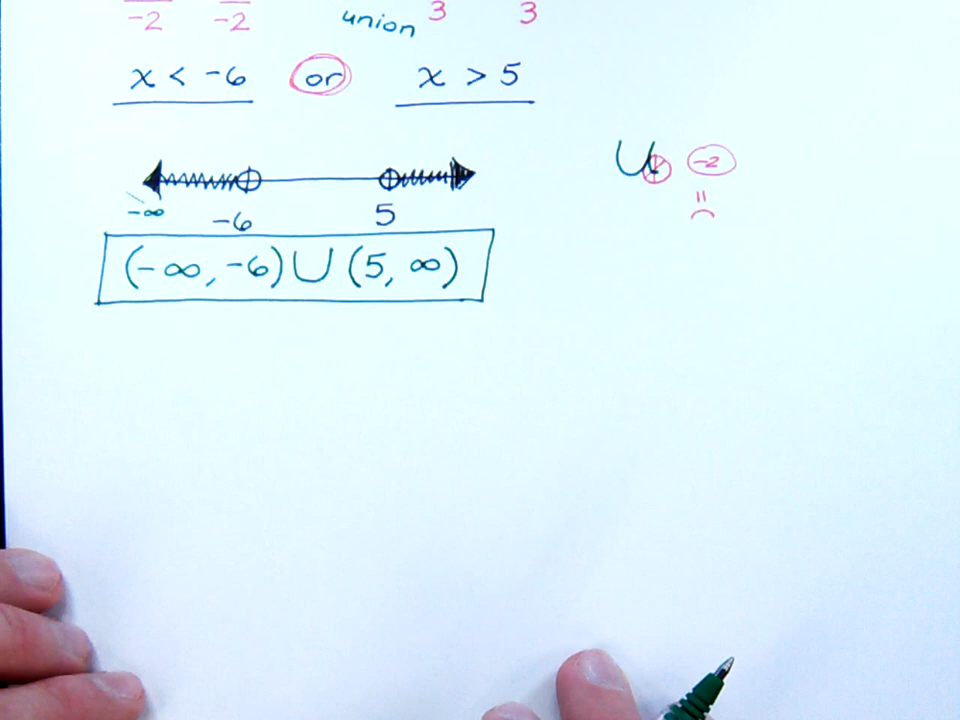 -2 -2 union 3 3
x < -6 or x > 5
U -2
-∞ -6 5
(-∞, -6) ∪ (5, ∞)